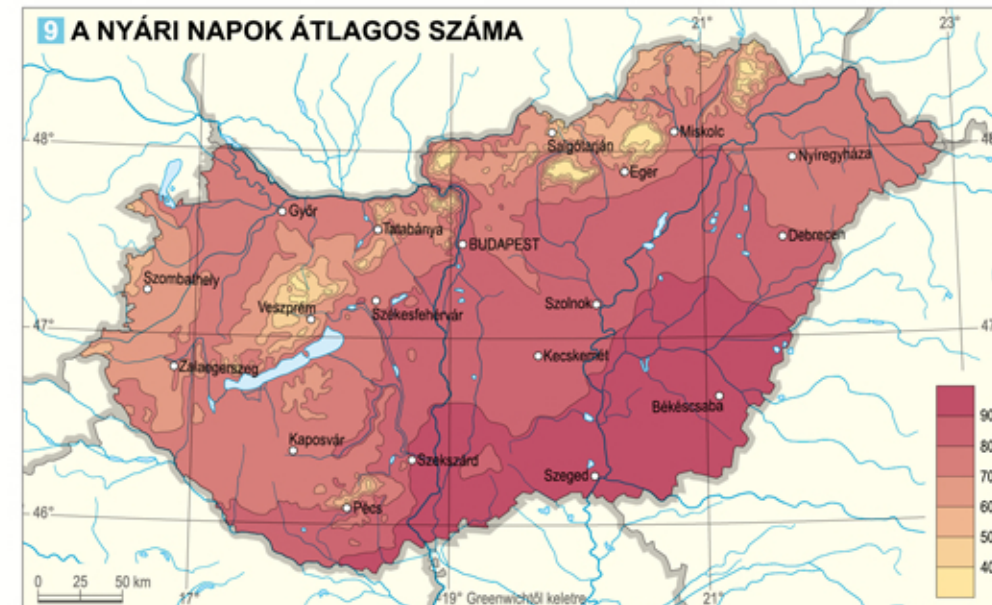 9 A NYÁRI NAPOK ÁTLAGOS SZÁMA
21°
23°
48°
Salgótarján
Miskolc
Nyíregyháza
Eger
Győr
Tatabánya
BUDAPEST
Debrecen
Szombathely
Veszprém
Székesfehérvár
Szolnok
47°
Zalaegerszeg
Kecskemét
Békéscsaba
90
80
70
60
50
40
Kaposvár
Szekszárd
Szeged
Pécs
46°
0 25 50 km
17°
19° Greenwichtől keletre
21°